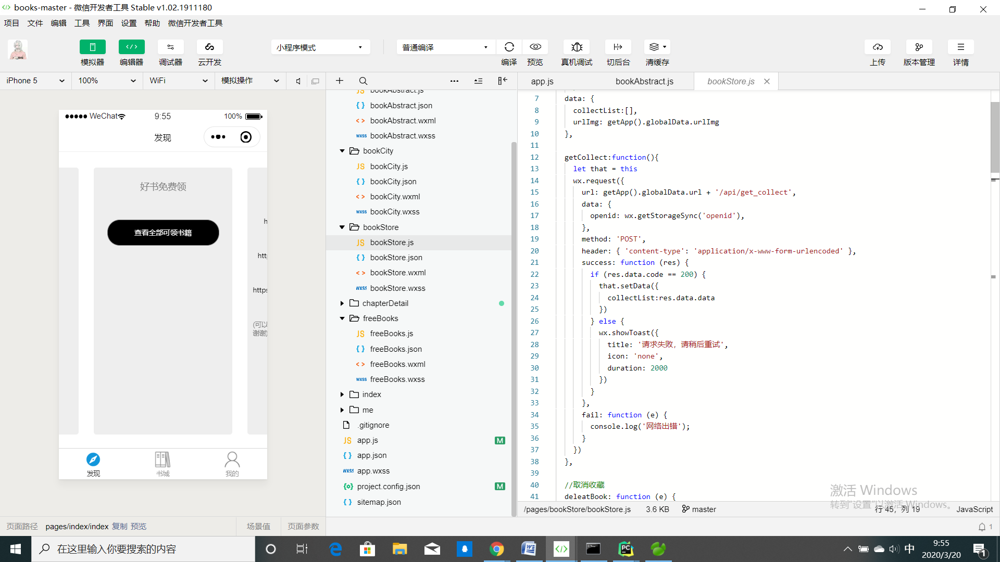 books-master - 微信开发者工具 Stable v1.02.1911180
项目 文件 编辑 工具 界面 设置 帮助 微信开发者工具
小程序模式 普通编译
模拟器 编辑器 调试器 云开发 编译 预览 真机调试 切后台 清缓存 上传 版本管理 详情
iPhone 5 100% WiFi 模拟操作
WeChat 9:55 100%
发现
好书免费领
查看全部可领书籍
h
htt
https
(可以
谢谢)
发现 书城 我的
页面路径 pages/index/index 复制 预览 场景值 页面参数
bookAbstract.js
bookAbstract.json
bookAbstract.wxml
bookAbstract.wxss
bookCity
bookCity.js
bookCity.json
bookCity.wxml
bookCity.wxss
bookStore
bookStore.js
bookStore.json
bookStore.wxml
bookStore.wxss
chapterDetail
freeBooks
freeBooks.js
freeBooks.json
freeBooks.wxml
freeBooks.wxss
index
me
.gitignore
app.js M
app.json
app.wxss
project.config.json M
sitemap.json
app.js bookAbstract.js bookStore.js
7 data: {
8 collectList:[],
9 urlImg: getApp().globalData.urlImg
10 },
11
12 getCollect:function(){
13 let that = this
14 wx.request({
15 url: getApp().globalData.url + '/api/get_collect',
16 data: {
17 openid: wx.getStorageSync('openid'),
18 },
19 method: 'POST',
20 header: { 'content-type': 'application/x-www-form-urlencoded' },
21 success: function (res) {
22 if (res.data.code == 200) {
23 that.setData({
24 collectList:res.data.data
25 })
26 } else {
27 wx.showToast({
28 title: '请求失败，请稍后重试',
29 icon: 'none',
30 duration: 2000
31 })
32 }
33 },
34 fail: function (e) {
35 console.log('网络出错');
36 }
37 })
38 },
39
40 //取消收藏
41 deleatBook: function (e) {
激活 Windows
转到"设置"以激活 Windows。
/pages/bookStore/bookStore.js 3.6 KB master 行 45，列 19 JavaScript
1
在这里输入你要搜索的内容
中 9:55
2020/3/20
1